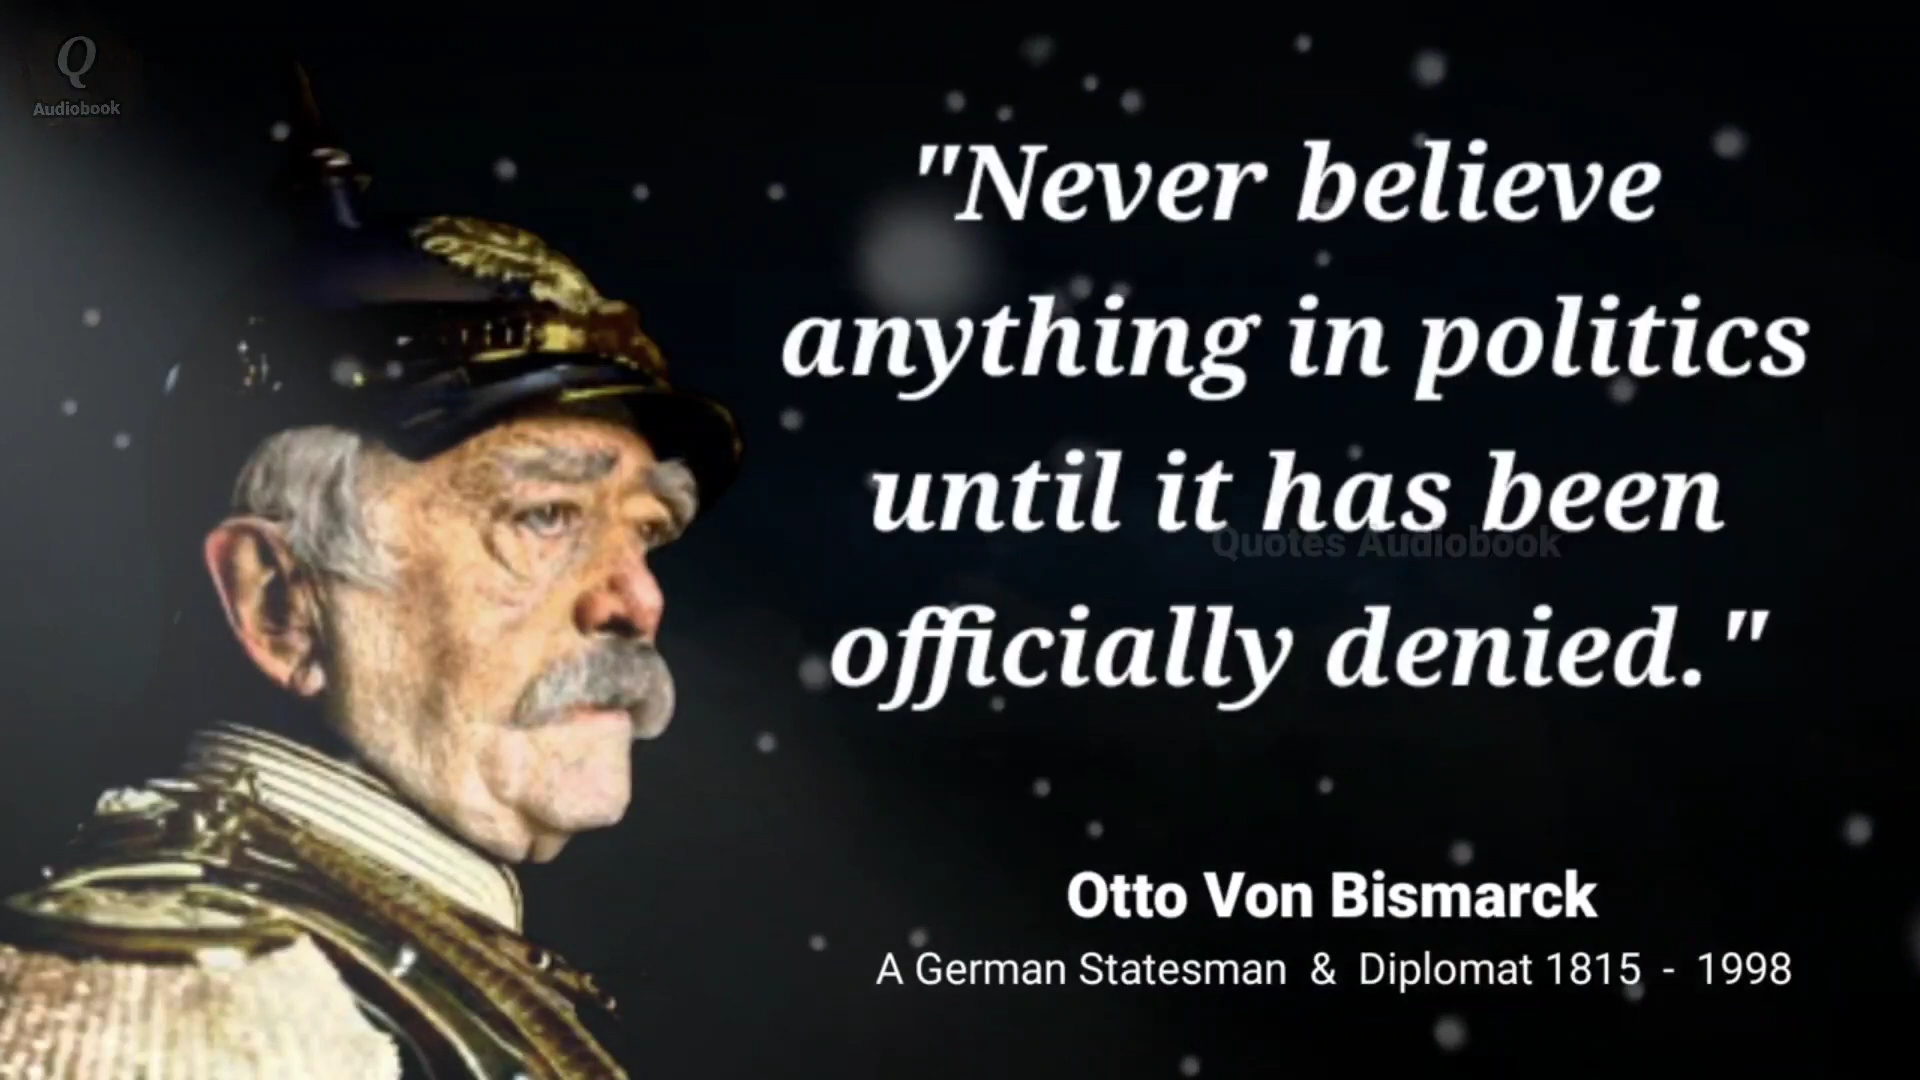 Q
Audiobook
"Never believe
anything in politics
until it has been
Quotes Audiobook
officially denied."
Otto Von Bismarck
A German Statesman & Diplomat 1815 - 1998